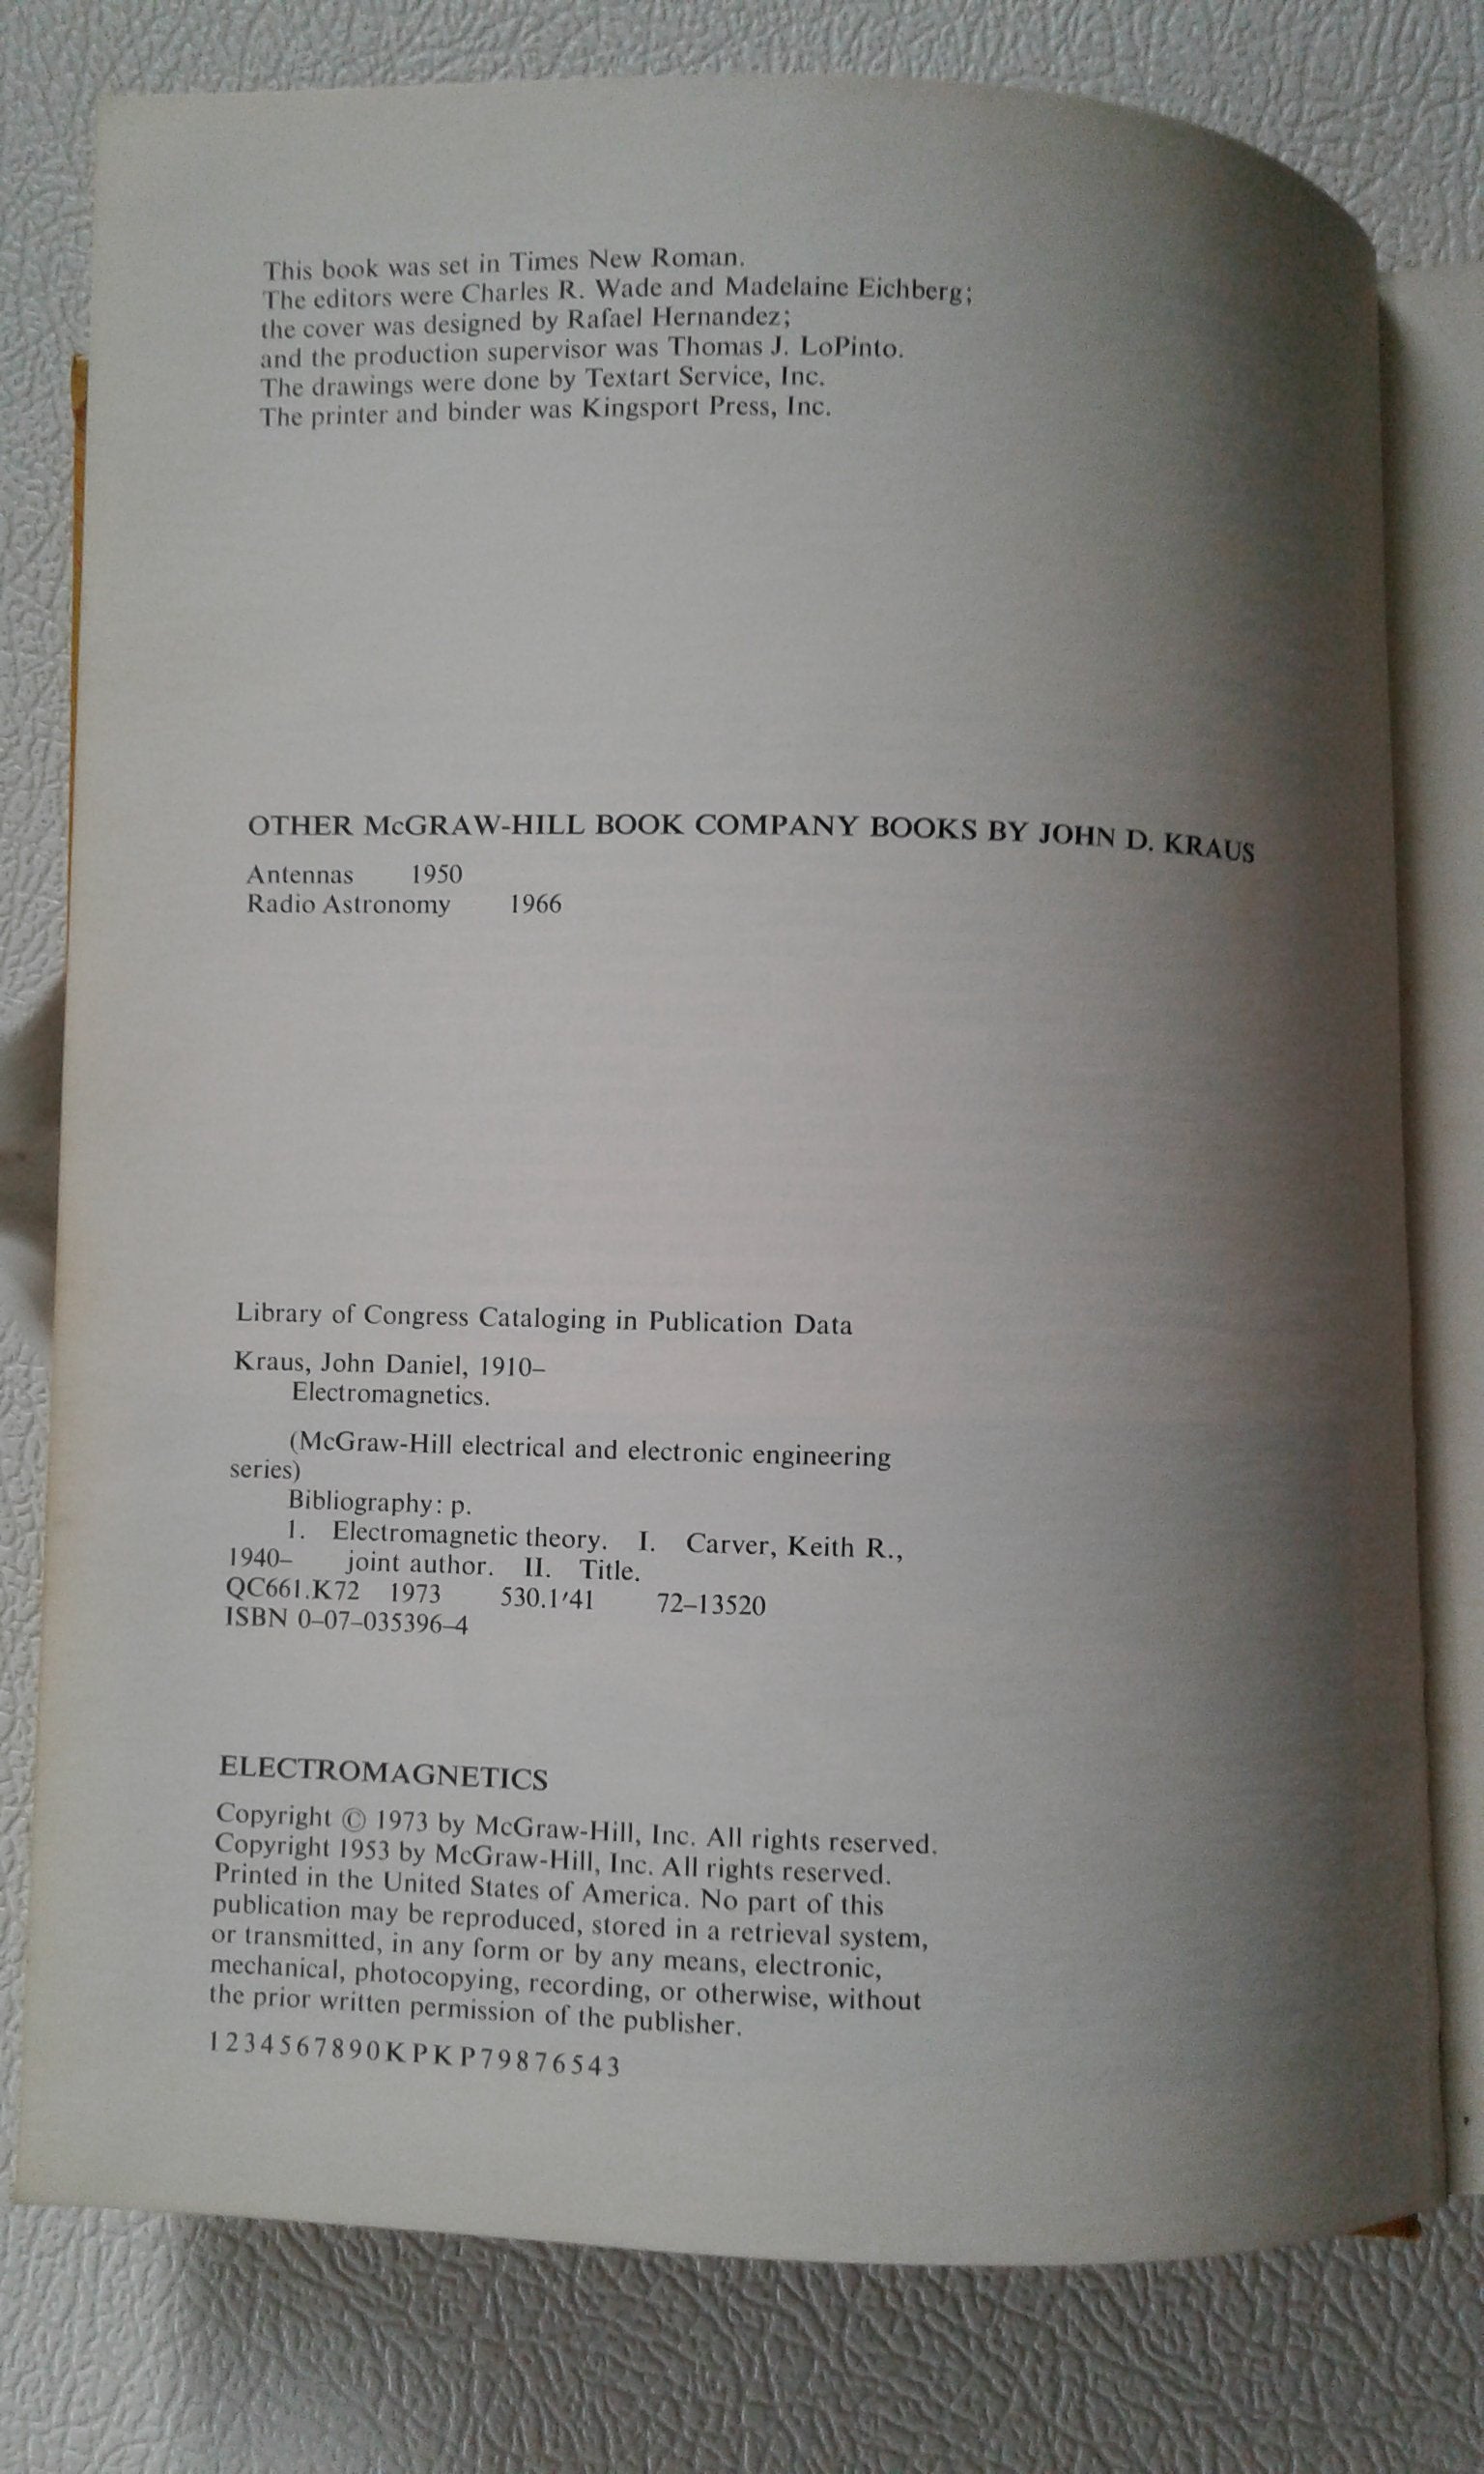 This book was set in Times New Roman.
The editors were Charles R. Wade and Madelaine Eichberg;
the cover was designed by Rafael Hernandez;
and the production supervisor was Thomas J. LoPinto.
The drawings were done by Textart Service, Inc.
The printer and binder was Kingsport Press, Inc.
OTHER McGRAW-HILL BOOK COMPANY BOOKS BY JOHN D. KRAUS
Antennas 1950
Radio Astronomy 1966
Library of Congress Cataloging in Publication Data
Kraus, John Daniel, 1910–
Electromagnetics.
(McGraw-Hill electrical and electronic engineering
series)
Bibliography: p.
1. Electromagnetic theory. I. Carver, Keith R.,
1940– joint author. II. Title.
QC661.K72 1973 530.1′41 72–13520
ISBN 0–07–035396–4
ELECTROMAGNETICS
Copyright © 1973 by McGraw-Hill, Inc. All rights reserved.
Copyright 1953 by McGraw-Hill, Inc. All rights reserved.
Printed in the United States of America. No part of this
publication may be reproduced, stored in a retrieval system,
or transmitted, in any form or by any means, electronic,
mechanical, photocopying, recording, or otherwise, without
the prior written permission of the publisher.
1234567890KPKP79876543